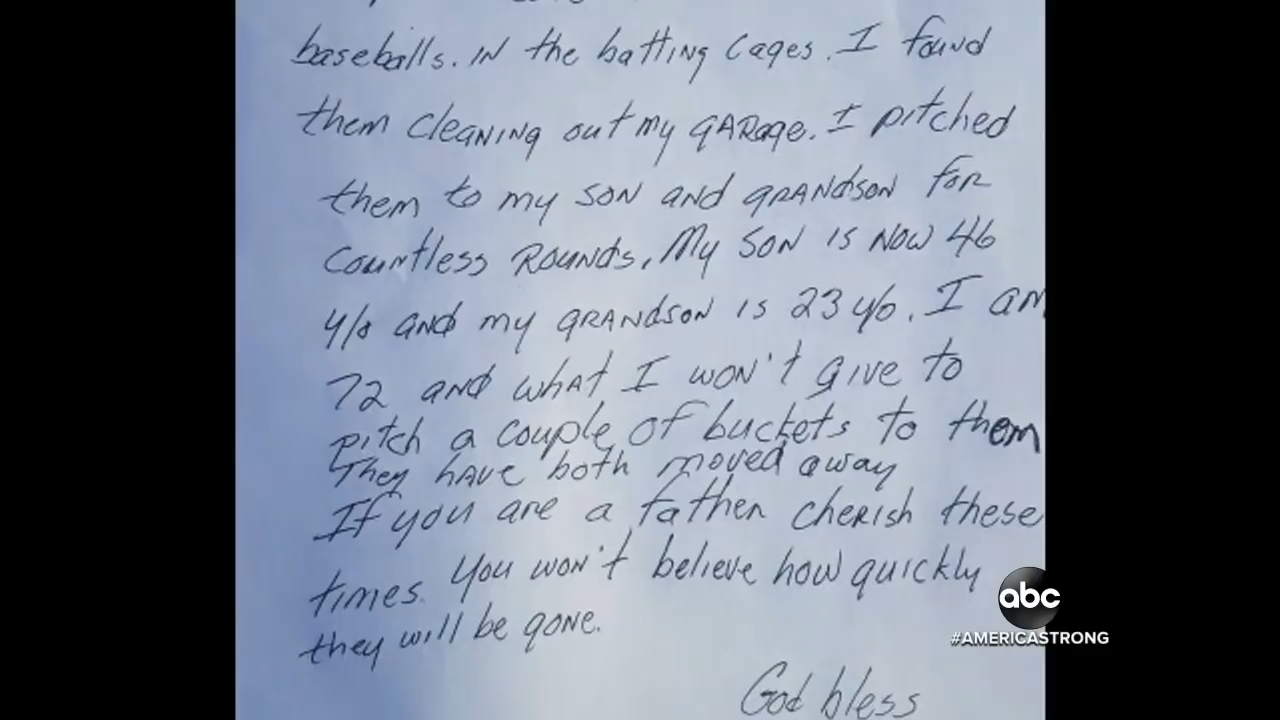 baseballs. IN the batting cages. I found
them cleaning out my garage. I pitched
them to my son and grandson for
countless rounds. My son is now 46
y/o and my grandson is 23 y/o. I am
72 and what I won't give to
pitch a couple of buckets to them
They have both moved away
If you are a father cherish these
times. You won't believe how quickly
they will be gone.
God bless
abc
#AMERICASTRONG